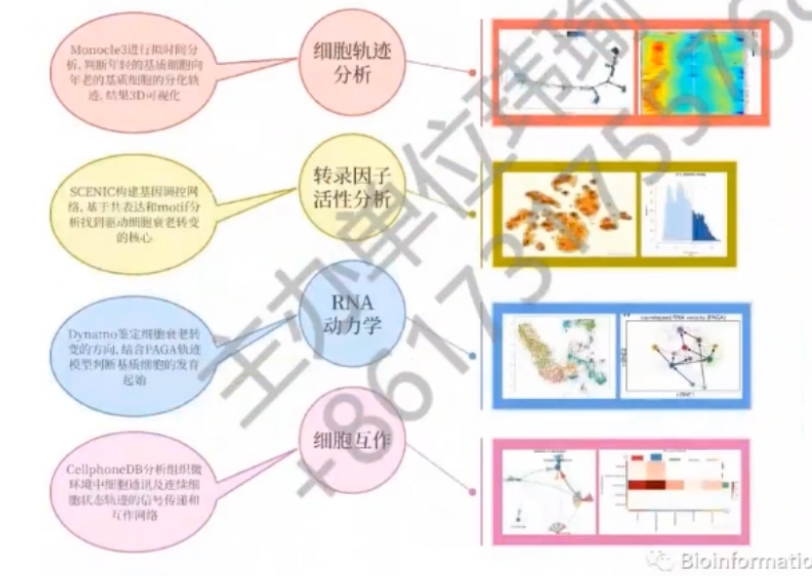 Monocle3进行拟时间分
析, 判断年轻的基质细胞向
年老的基质细胞的分化轨
迹, 结果3D可视化
细胞轨迹
分析
SCENIC构建基因调控网
络, 基于共表达和motif分
析找到驱动细胞衰老转变
的核心
转录因子
活性分析
Dynamo鉴定细胞衰老转
变的方向, 结合PAGA轨迹
模型判断基质细胞的发育
起始
RNA
动力学
CellphoneDB分析组织微
环境中细胞通讯及连续细
胞状态轨迹的信号传递和
互作网络
细胞互作
主办单位玮瑜
Bioinformatic